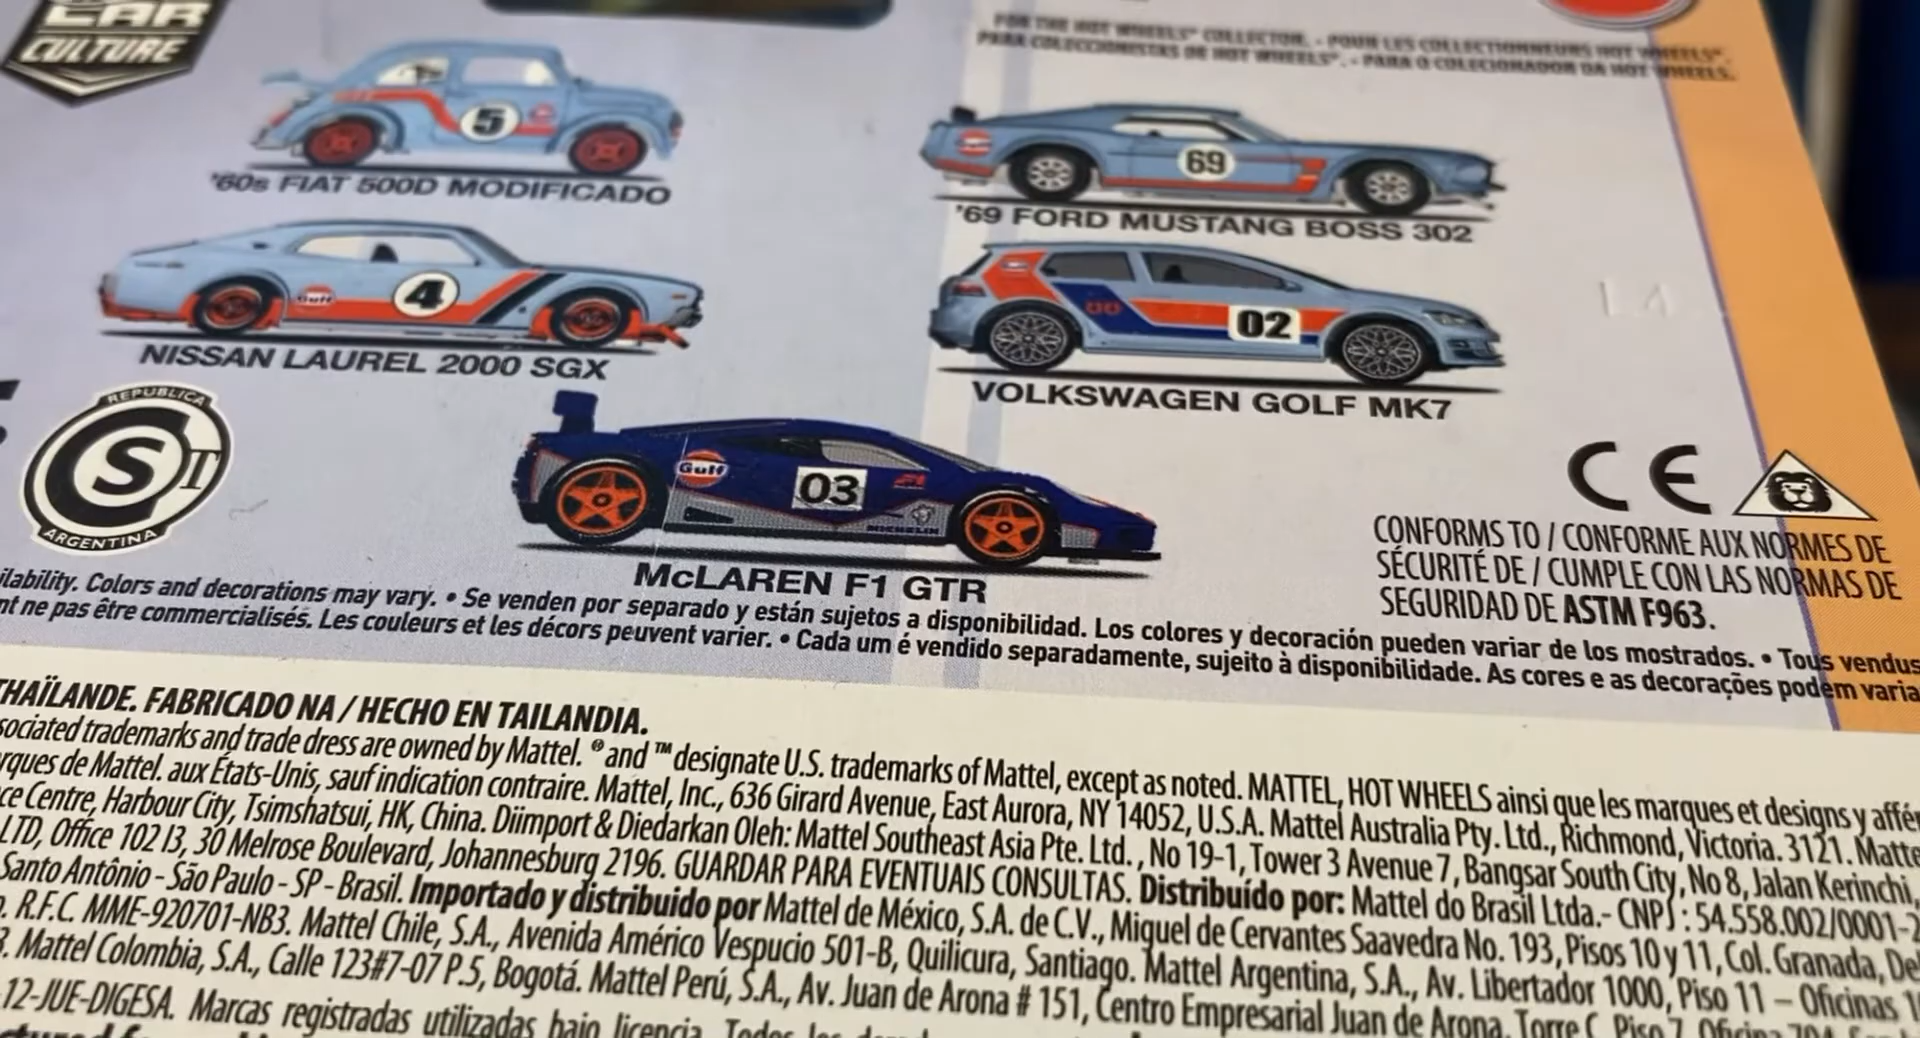 CAR
CULTURE
FOR THE HOT WHEELS® COLLECTOR. • POUR LES COLLECTIONNEURS HOT WHEELS®.
PARA COLECCIONISTAS DE HOT WHEELS®. • PARA O COLECIONADOR DA HOT WHEELS.
5
'60s FIAT 500D MODIFICADO
69
'69 FORD MUSTANG BOSS 302
Gulf
4
NISSAN LAUREL 2000 SGX
02
VOLKSWAGEN GOLF MK7
REPUBLICA
S
T
ARGENTINA
Gulf
03
F1
MICHELIN
McLAREN F1 GTR
CE
CONFORMS TO / CONFORME AUX NORMES DE
SÉCURITÉ DE / CUMPLE CON LAS NORMAS DE
SEGURIDAD DE ASTM F963.
ilability. Colors and decorations may vary. • Se venden por separado y están sujetos a disponibilidad. Los colores y decoración pueden variar de los mostrados. • Tous vendus
nt ne pas être commercialisés. Les couleurs et les décors peuvent varier. • Cada um é vendido separadamente, sujeito à disponibilidade. As cores e as decorações podem varia
THAÏLANDE. FABRICADO NA / HECHO EN TAILANDIA.
sociated trademarks and trade dress are owned by Mattel. ® and ™ designate U.S. trademarks of Mattel, except as noted. MATTEL, HOT WHEELS ainsi que les marques et designs y affér
rques de Mattel. aux États-Unis, sauf indication contraire. Mattel, Inc., 636 Girard Avenue, East Aurora, NY 14052, U.S.A. Mattel Australia Pty. Ltd., Richmond, Victoria. 3121. Matte
ce Centre, Harbour City, Tsimshatsui, HK, China. Diimport & Diedarkan Oleh: Mattel Southeast Asia Pte. Ltd., No 19-1, Tower 3 Avenue 7, Bangsar South City, No 8, Jalan Kerinchi,
LTD, Office 102 I3, 30 Melrose Boulevard, Johannesburg 2196. GUARDAR PARA EVENTUAIS CONSULTAS. Distribuído por: Mattel do Brasil Ltda.- CNPJ : 54.558.002/0001-2
Santo Antônio - São Paulo - SP - Brasil. Importado y distribuido por Mattel de México, S.A. de C.V., Miguel de Cervantes Saavedra No. 193, Pisos 10 y 11, Col. Granada, Del
. R.F.C. MME-920701-NB3. Mattel Chile, S.A., Avenida Américo Vespucio 501-B, Quilicura, Santiago. Mattel Argentina, S.A., Av. Libertador 1000, Piso 11 – Oficinas 1
. Mattel Colombia, S.A., Calle 123#7-07 P.5, Bogotá. Mattel Perú, S.A., Av. Juan de Arona # 151, Centro Empresarial Juan de Arona, Torre C, Piso 7, Oficina 704
12-JUE-DIGESA. Marcas registradas utilizadas bajo licencia. Todos los